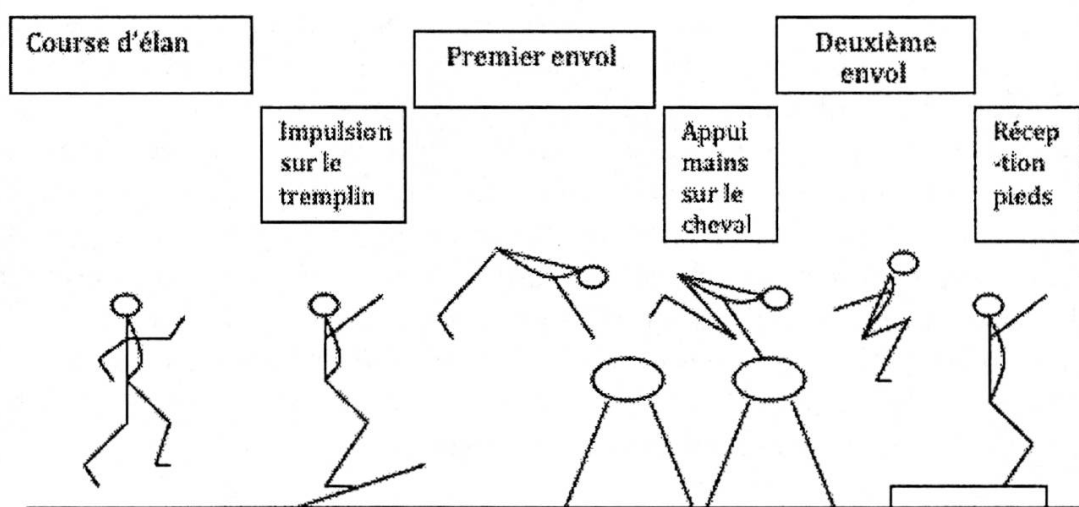 Course d'élan
Impulsion
sur le
tremplin
Premier envol
Appui
mains
sur le
cheval
Deuxième
envol
Récep
-tion
pieds